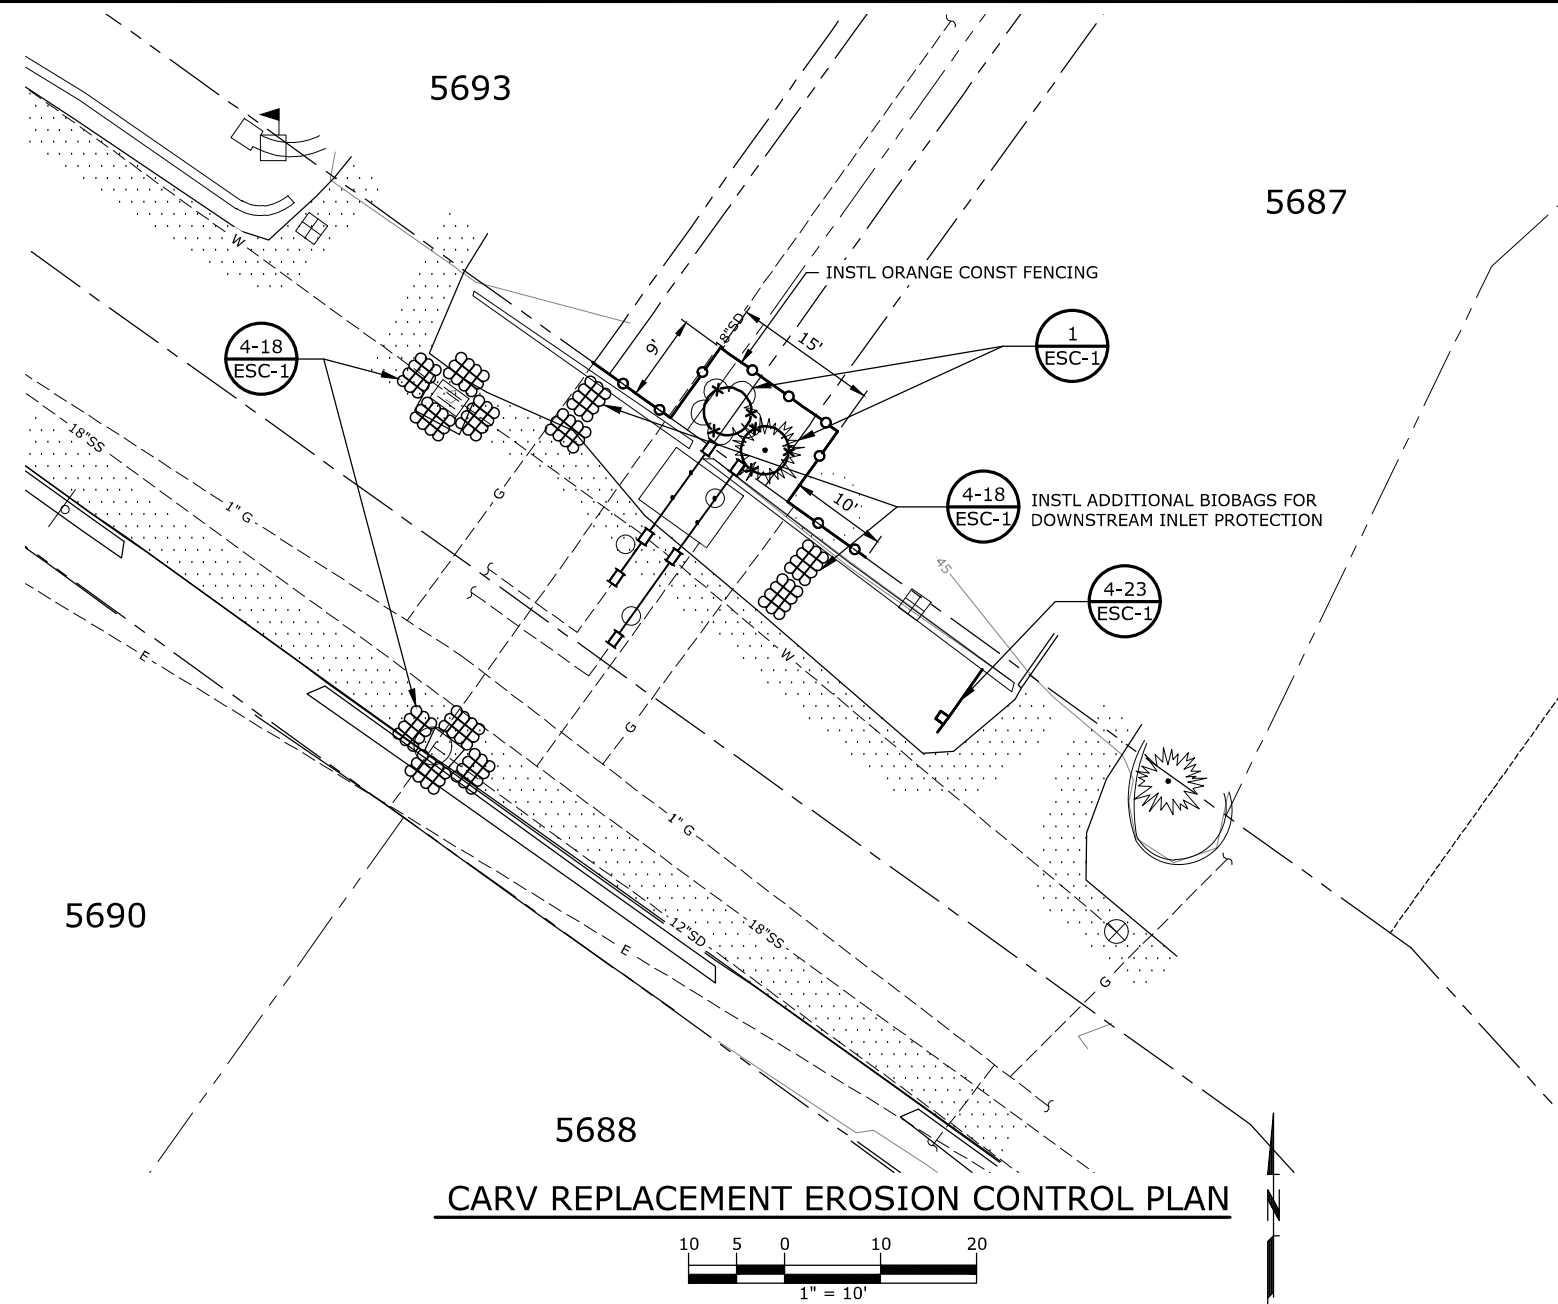 5693
5687
W
INSTL ORANGE CONST FENCING
18"SD
15'
9'
1
ESC-1
4-18
ESC-1
18"SS
G
1" G
10'
4-18
ESC-1
INSTL ADDITIONAL BIOBAGS FOR
DOWNSTREAM INLET PROTECTION
45
4-23
ESC-1
E
W
G
1" G
5690
12"SD
18"SS
E
G
5688
CARV REPLACEMENT EROSION CONTROL PLAN
N
10 5 0 10 20
1" = 10'